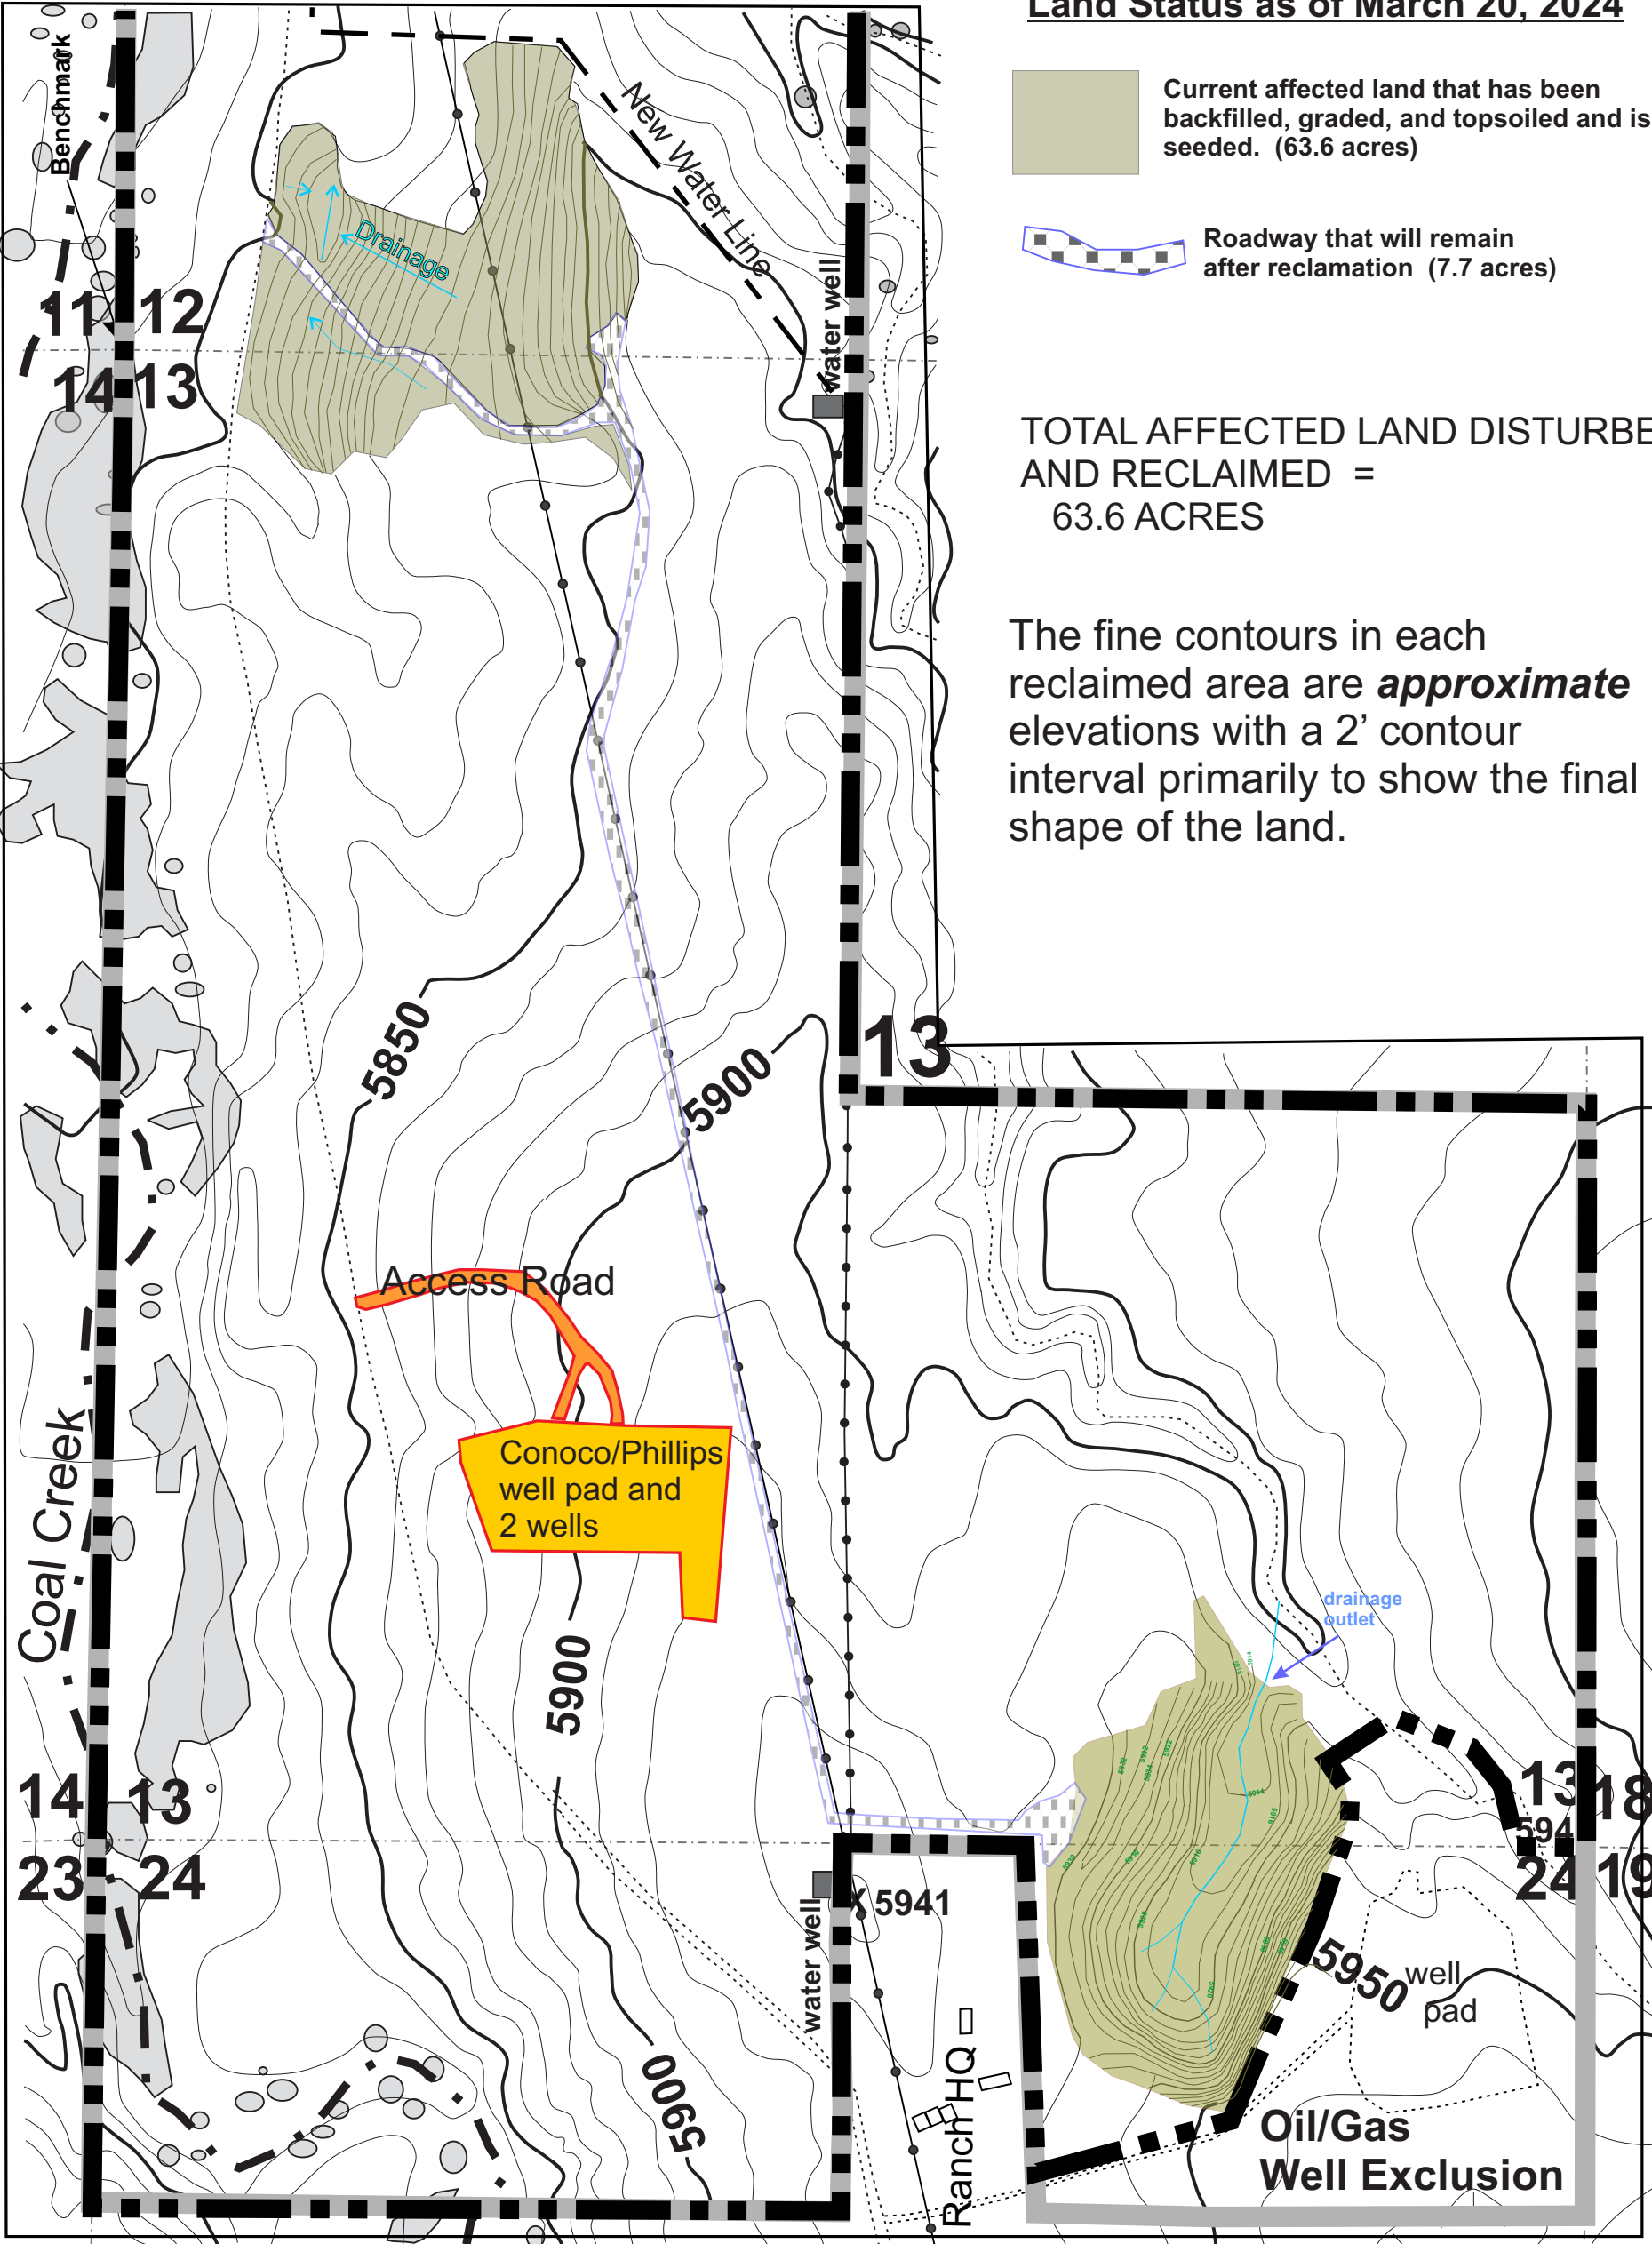 Land Status as of March 20, 2024
Current affected land that has been
backfilled, graded, and topsoiled and is
seeded. (63.6 acres)
Roadway that will remain
after reclamation (7.7 acres)
TOTAL AFFECTED LAND DISTURBE
AND RECLAIMED =
63.6 ACRES
The fine contours in each
reclaimed area are approximate
elevations with a 2’ contour
interval primarily to show the final
shape of the land.
Benchmark
New Water Line
Drainage
water well
11 12
14 13
13
5850
5900
Access Road
Conoco/Phillips
well pad and
2 wells
Coal Creek
5900
drainage
outlet
14 13
23 24
13 18
594
24 19
X 5941
water well
5950
well
pad
5900
Ranch HQ
Oil/Gas
Well Exclusion
5914